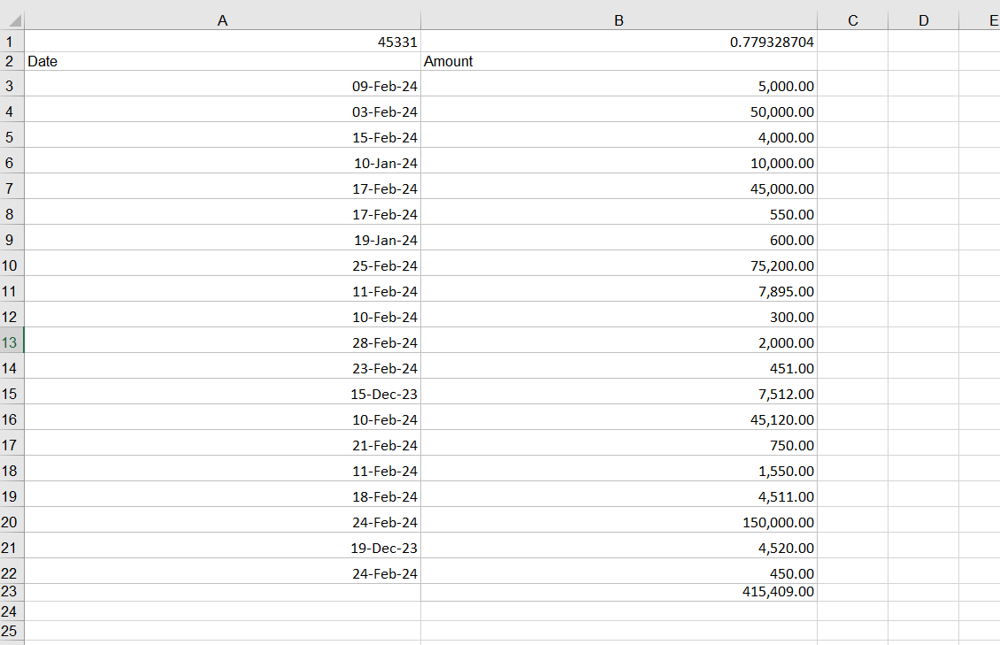 A B C D E
1 45331 0.779328704
2 Date Amount
3 09-Feb-24 5,000.00
4 03-Feb-24 50,000.00
5 15-Feb-24 4,000.00
6 10-Jan-24 10,000.00
7 17-Feb-24 45,000.00
8 17-Feb-24 550.00
9 19-Jan-24 600.00
10 25-Feb-24 75,200.00
11 11-Feb-24 7,895.00
12 10-Feb-24 300.00
13 28-Feb-24 2,000.00
14 23-Feb-24 451.00
15 15-Dec-23 7,512.00
16 10-Feb-24 45,120.00
17 21-Feb-24 750.00
18 11-Feb-24 1,550.00
19 18-Feb-24 4,511.00
20 24-Feb-24 150,000.00
21 19-Dec-23 4,520.00
22 24-Feb-24 450.00
23 415,409.00
24
25